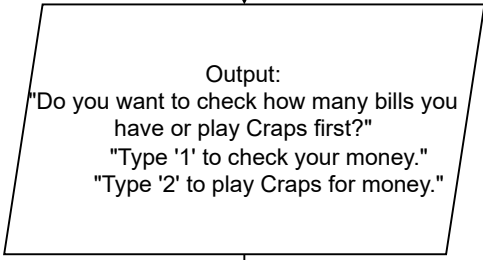 Output:
"Do you want to check how many bills you
have or play Craps first?"
"Type '1' to check your money."
"Type '2' to play Craps for money."